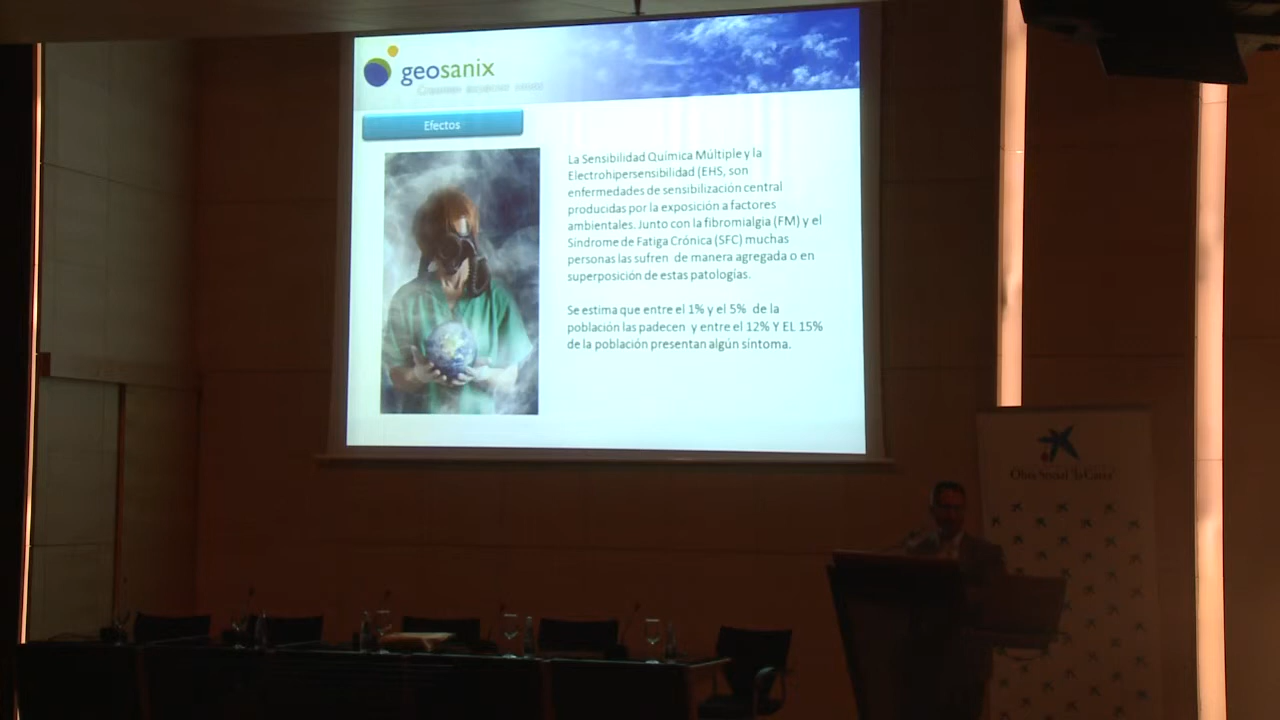 geosanix
Efectos
La Sensibilidad Química Múltiple y la
Electrohipersensibilidad (EHS, son
enfermedades de sensibilización central
producidas por la exposición a factores
ambientales. Junto con la fibromialgia (FM) y el
Síndrome de Fatiga Crónica (SFC) muchas
personas las sufren de manera agregada o en
superposición de estas patologías.
Se estima que entre el 1% y el 5% de la
población las padecen y entre el 12% Y EL 15%
de la población presentan algún síntoma.
Obra Social "la Caixa"